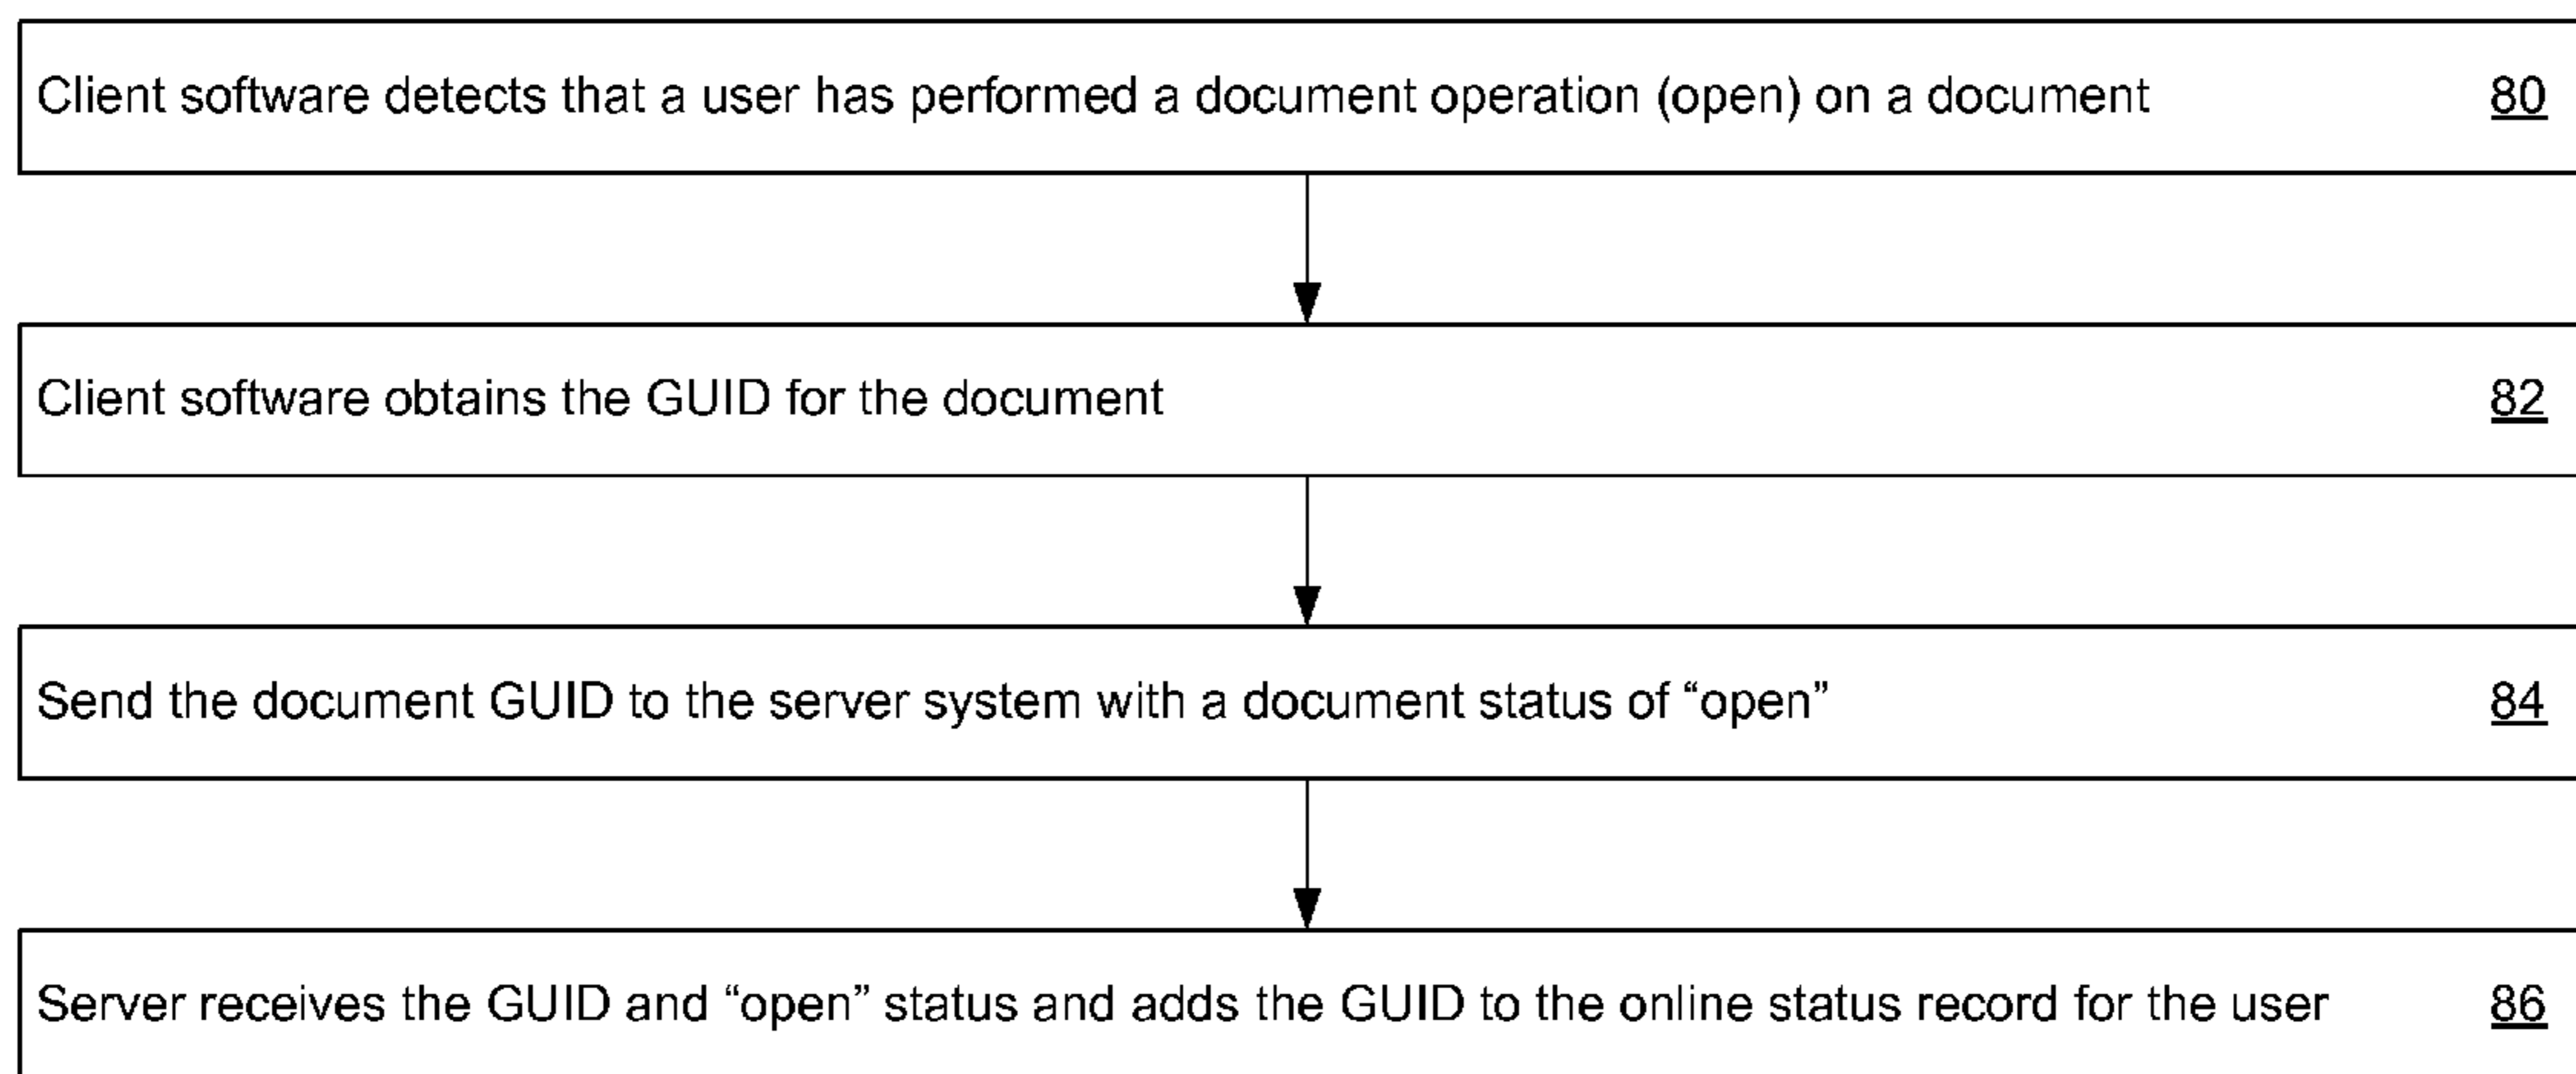 Client software detects that a user has performed a document operation (open) on a document 80
Client software obtains the GUID for the document 82
Send the document GUID to the server system with a document status of “open” 84
Server receives the GUID and “open” status and adds the GUID to the online status record for the user 86